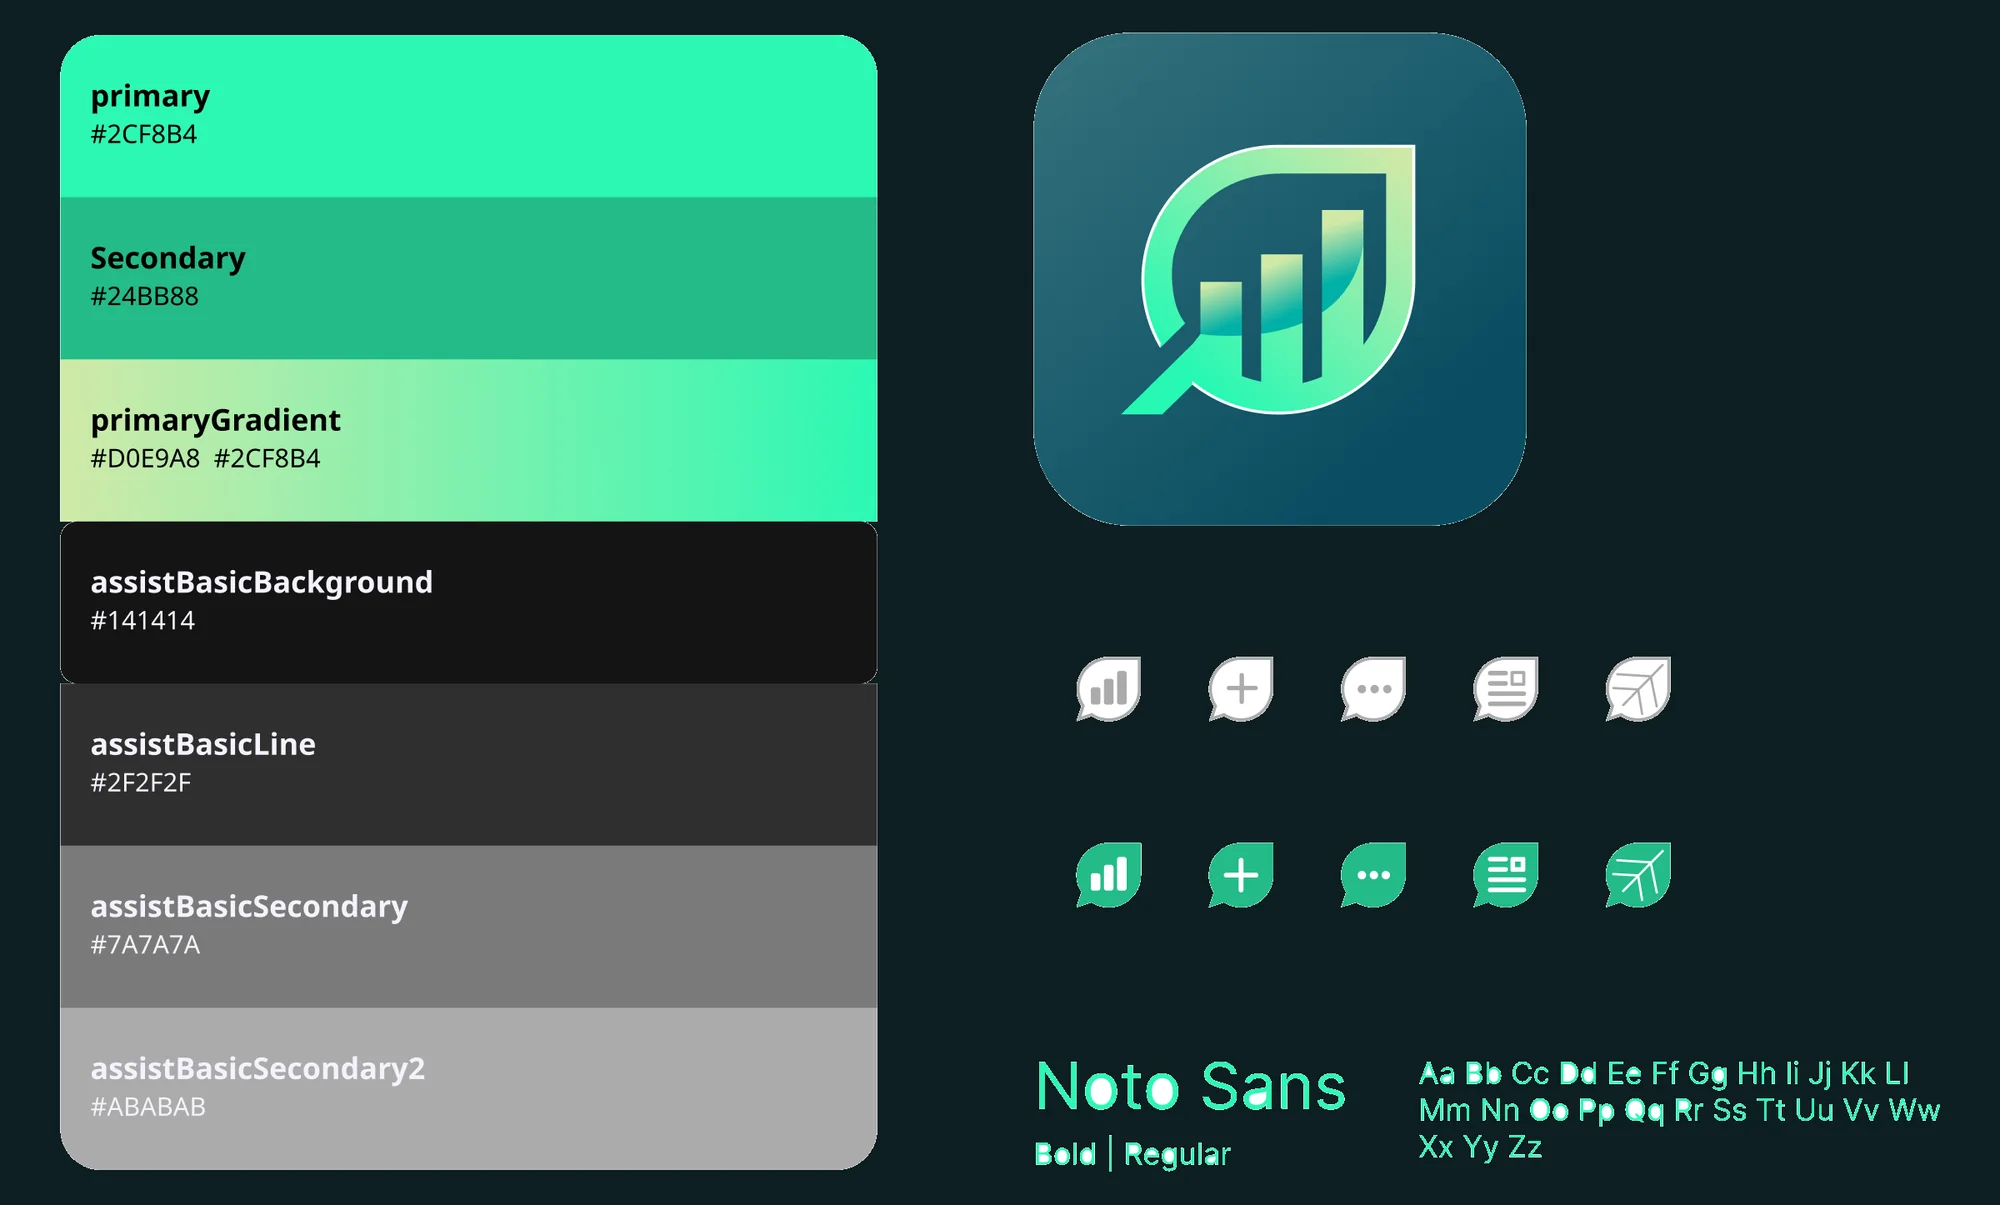 primary
#2CF8B4
Secondary
#24BB88
primaryGradient
#D0E9A8 #2CF8B4
assistBasicBackground
#141414
assistBasicLine
#2F2F2F
assistBasicSecondary
#7A7A7A
assistBasicSecondary2
#ABABAB
Noto Sans
Bold | Regular
Aa Bb Cc Dd Ee Ff Gg Hh Ii Jj Kk Ll
Mm Nn Oo Pp Qq Rr Ss Tt Uu Vv Ww
Xx Yy Zz